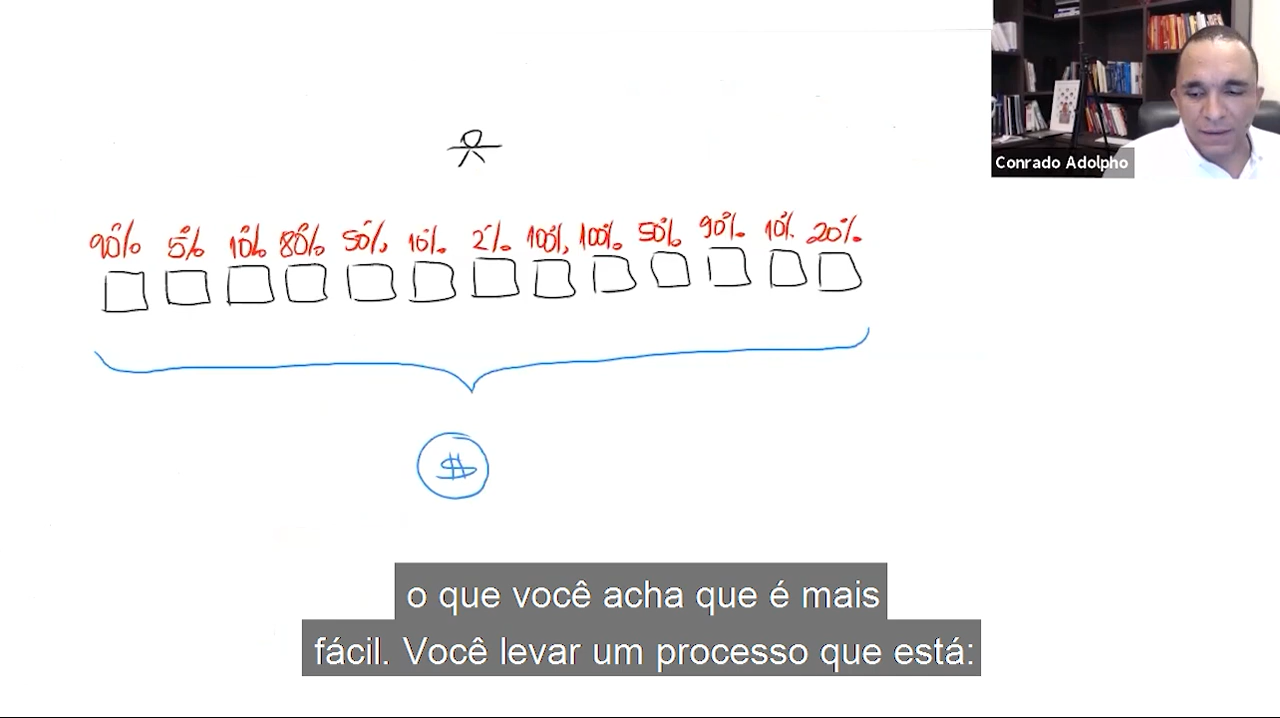 Conrado Adolpho
90% 5% 10% 80% 50% 10% 2% 100% 100% 50% 90% 10% 20%
$
o que você acha que é mais
fácil. Você levar um processo que está: